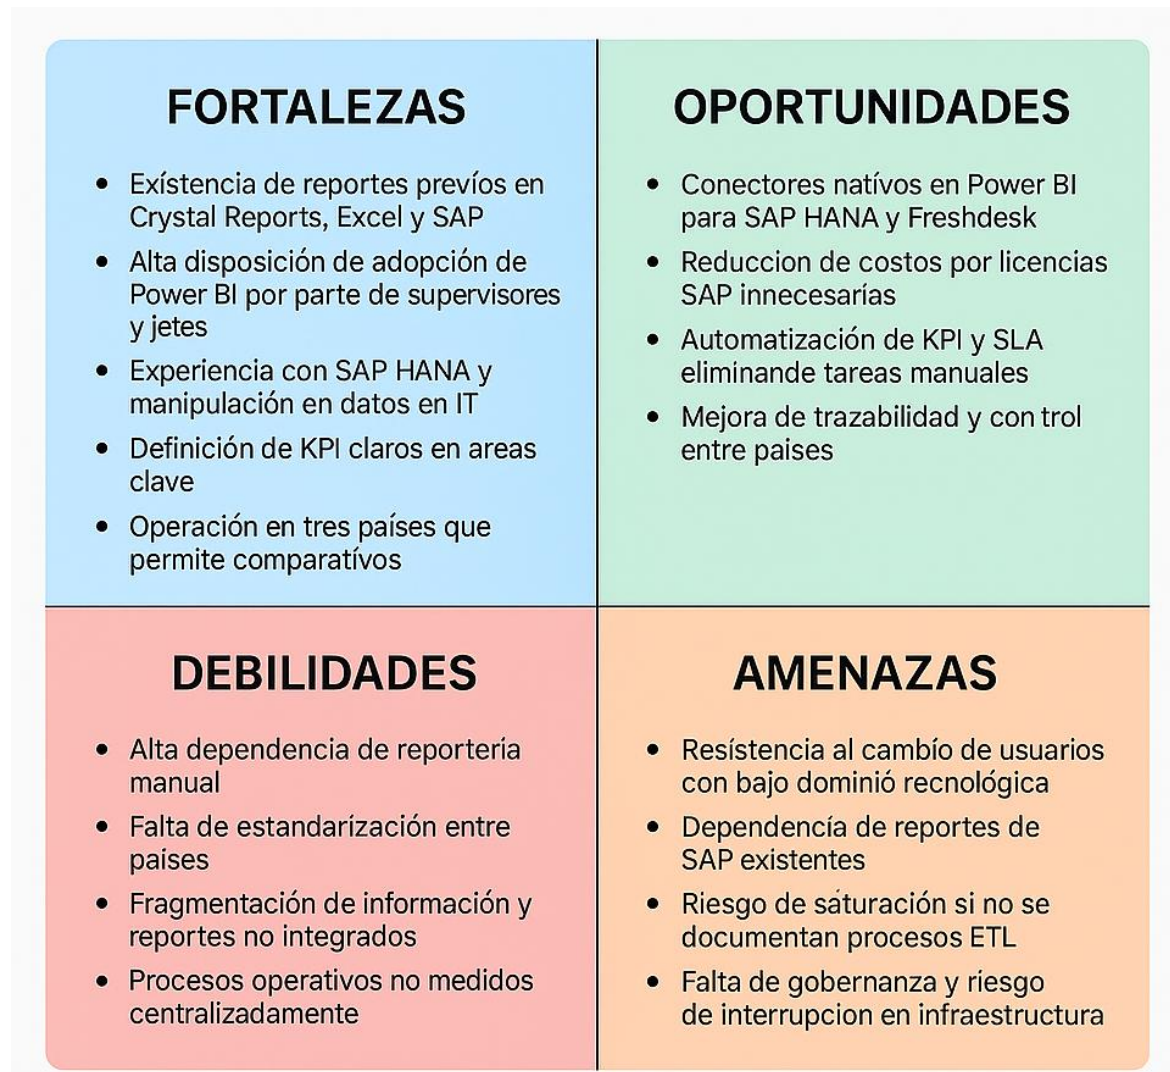 FORTALEZAS
• Exístencia de reportes prevíos en
Crystal Reports, Excel y SAP
• Alta disposición de adopción de
Power BI por parte de supervisores
y jetes
• Experiencia con SAP HANA y
manipulación en datos en IT
• Definición de KPI claros en areas
clave
• Operación en tres países que
permite comparatívos
OPORTUNIDADES
• Conectores natívos en Power BI
para SAP HANA y Freshdesk
• Reduccion de costos por licencias
SAP innecesarías
• Automatización de KPI y SLA
eliminande tareas manuales
• Mejora de trazabilidad y con trol
entre paises
DEBILIDADES
• Alta dependencia de reportería
manual
• Falta de estandarízación entre
países
• Fragmentación de información y
reportes no integrados
• Procesos operativos no medidos
centralizadamente
AMENAZAS
• Resístencia al cambío de usuarios
con bajo dominió recnológica
• Dependencía de reportes de
SAP existentes
• Riesgo de saturación si no se
documentan procesos ETL
• Falta de gobernanza y ríesgo
de interrupcion en infraestructura